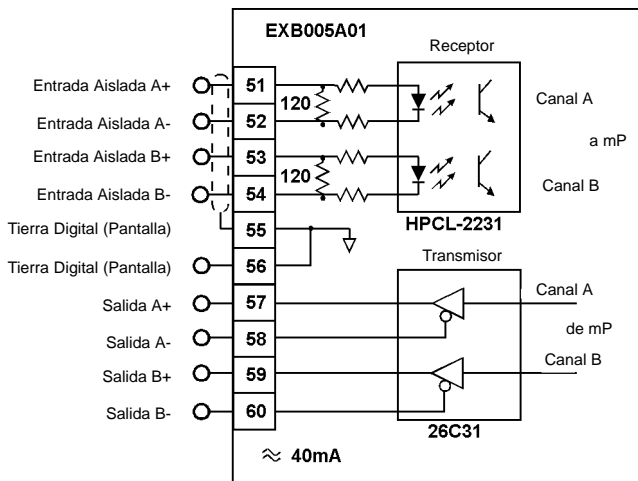 EXB005A01
Receptor
Entrada Aislada A+ 51
120
Canal A
Entrada Aislada A- 52
a mP
Entrada Aislada B+ 53
120
Canal B
Entrada Aislada B- 54
HPCL-2231
Tierra Digital (Pantalla) 55
Transmisor
Tierra Digital (Pantalla) 56
Salida A+ 57
Canal A
de mP
Salida A- 58
Canal B
Salida B+ 59
Salida B- 60
26C31
≈ 40mA